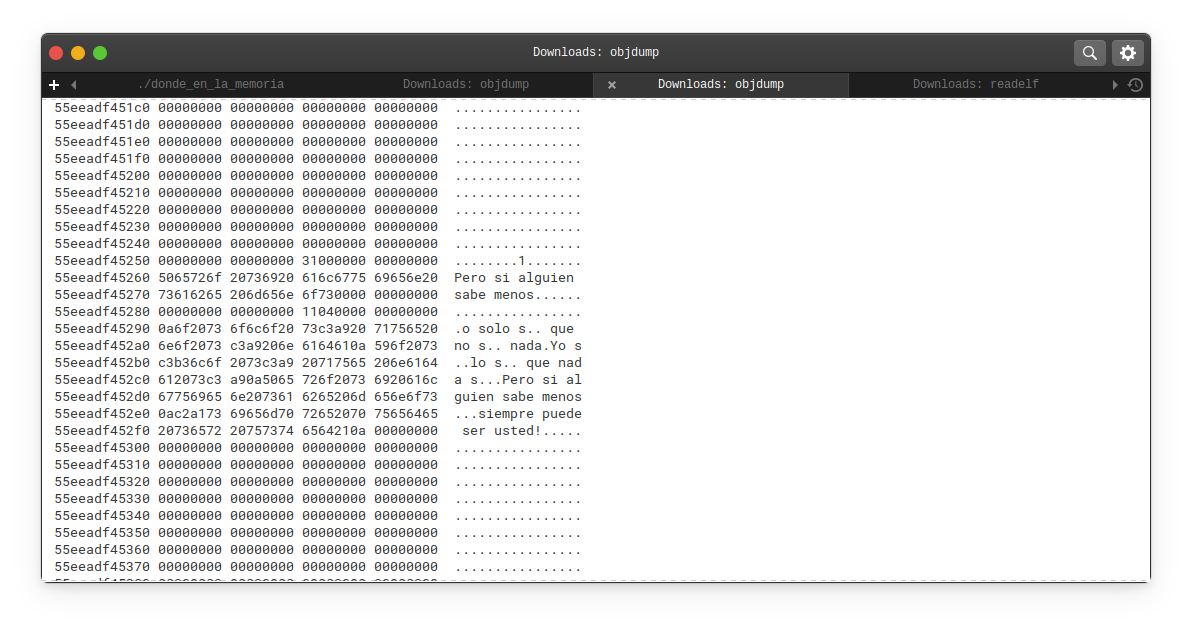 Downloads: objdump
./donde_en_la_memoria
Downloads: objdump
Downloads: objdump
Downloads: readelf
55eeadf451c0 00000000 00000000 00000000 00000000  ................
55eeadf451d0 00000000 00000000 00000000 00000000  ................
55eeadf451e0 00000000 00000000 00000000 00000000  ................
55eeadf451f0 00000000 00000000 00000000 00000000  ................
55eeadf45200 00000000 00000000 00000000 00000000  ................
55eeadf45210 00000000 00000000 00000000 00000000  ................
55eeadf45220 00000000 00000000 00000000 00000000  ................
55eeadf45230 00000000 00000000 00000000 00000000  ................
55eeadf45240 00000000 00000000 00000000 00000000  ................
55eeadf45250 00000000 00000000 31000000 00000000  ........1.......
55eeadf45260 5065726f 20736920 616c6775 69656e20  Pero si alguien
55eeadf45270 73616265 206d656e 6f730000 00000000  sabe menos......
55eeadf45280 00000000 00000000 11040000 00000000  ................
55eeadf45290 0a6f2073 6f6c6f20 73c3a920 71756520  .o solo s.. que
55eeadf452a0 6e6f2073 c3a9206e 6164610a 596f2073  no s.. nada.Yo s
55eeadf452b0 c3b36c6f 2073c3a9 20717565 206e6164  ..lo s.. que nad
55eeadf452c0 612073c3 a90a5065 726f2073 6920616c  a s...Pero si al
55eeadf452d0 67756965 6e207361 6265206d 656e6f73  guien sabe menos
55eeadf452e0 0ac2a173 69656d70 72652070 75656465  ...siempre puede
55eeadf452f0 20736572 20757374 6564210a 00000000   ser usted!.....
55eeadf45300 00000000 00000000 00000000 00000000  ................
55eeadf45310 00000000 00000000 00000000 00000000  ................
55eeadf45320 00000000 00000000 00000000 00000000  ................
55eeadf45330 00000000 00000000 00000000 00000000  ................
55eeadf45340 00000000 00000000 00000000 00000000  ................
55eeadf45350 00000000 00000000 00000000 00000000  ................
55eeadf45360 00000000 00000000 00000000 00000000  ................
55eeadf45370 00000000 00000000 00000000 00000000  ................